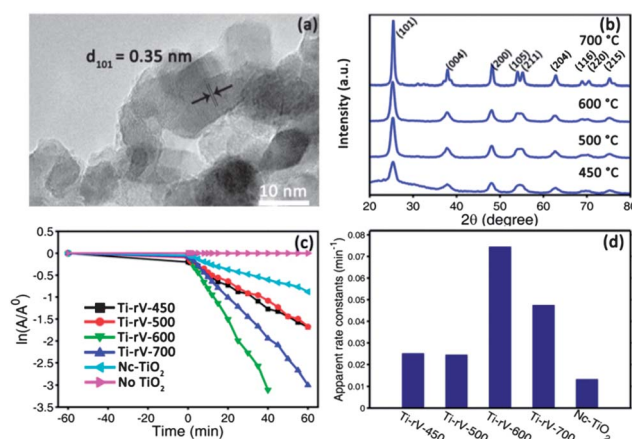 (a)
d101 = 0.35 nm
10 nm
(b)
(101)
700 °C
(004)
(200)
(105)
(211)
(204)
(116)
(220)
(215)
600 °C
500 °C
450 °C
Intensity (a.u.)
20 30 40 50 60 70 80
2θ (degree)
(c)
ln(A/A⁰)
0
-0.5
-1
-1.5
-2
-2.5
-3
-3.5
Ti-rV-450
Ti-rV-500
Ti-rV-600
Ti-rV-700
Nc-TiO₂
No TiO₂
-60 -40 -20 0 20 40 60
Time (min)
(d)
Apparent rate constants (min⁻¹)
0.08
0.07
0.06
0.05
0.04
0.03
0.02
0.01
0
Ti-rV-450
Ti-rV-500
Ti-rV-600
Ti-rV-700
Nc-TiO₂